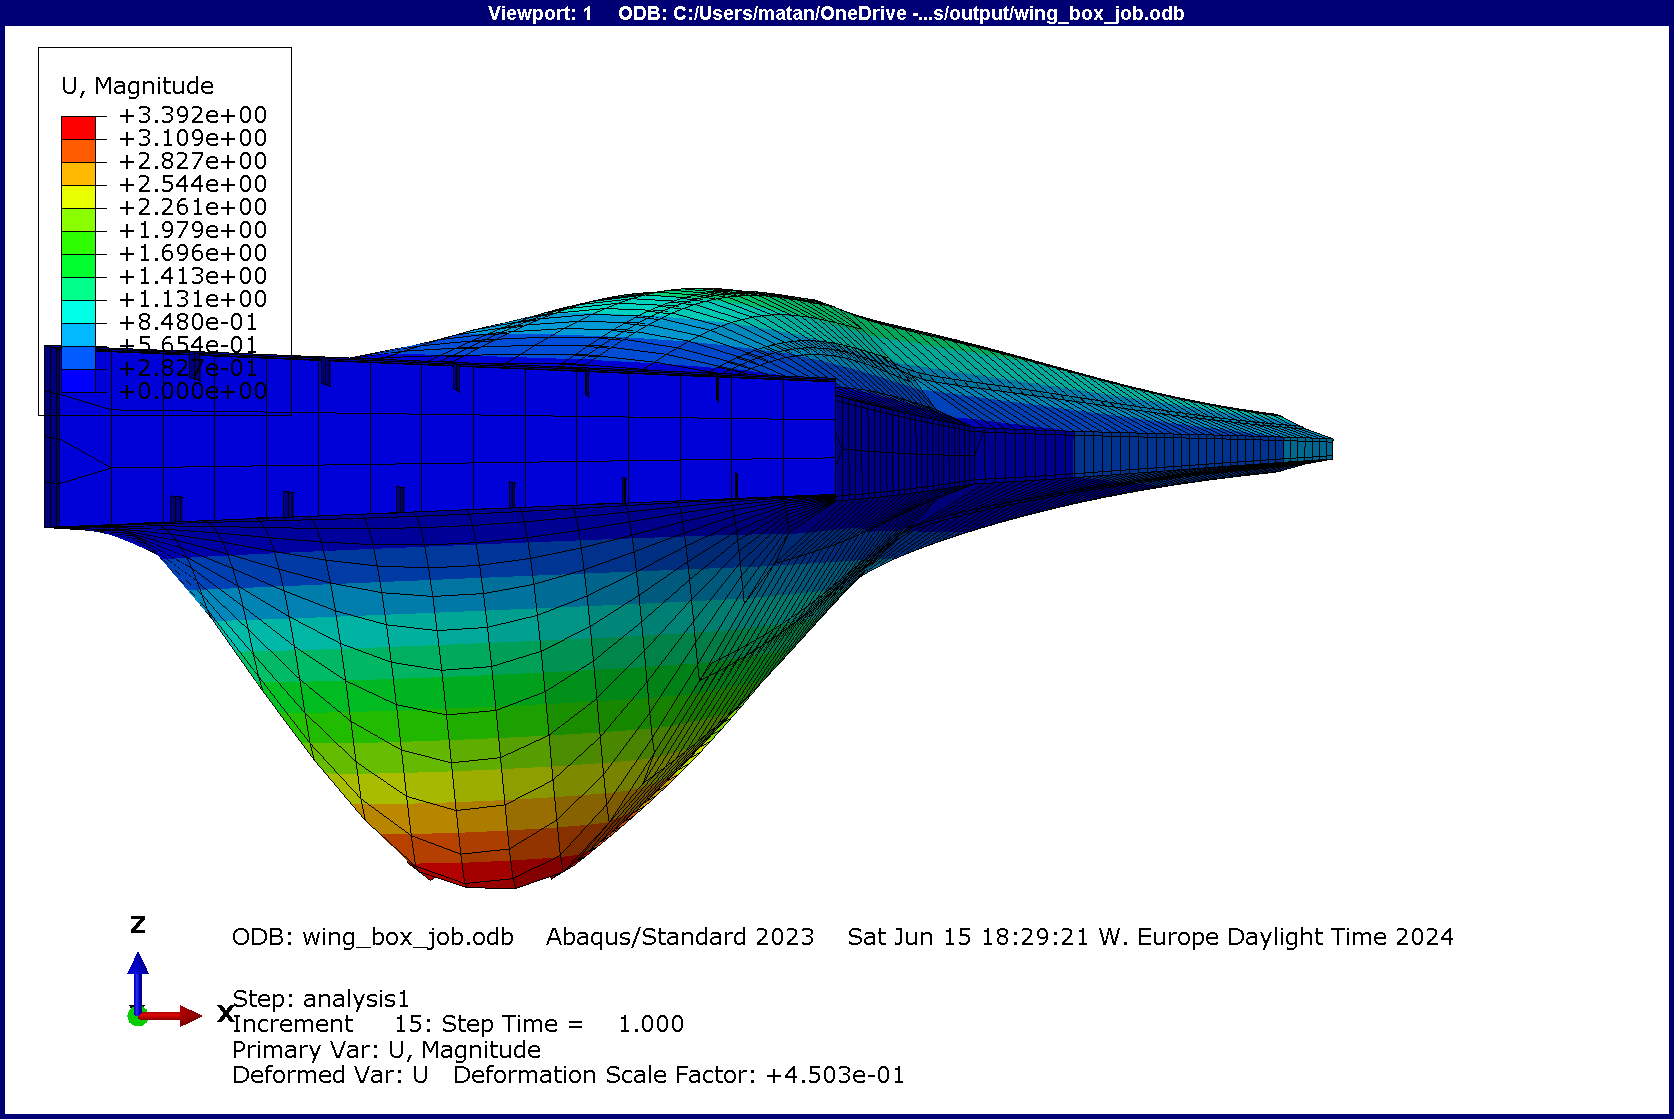 Viewport: 1 ODB: C:/Users/matan/OneDrive -...s/output/wing_box_job.odb
U, Magnitude
+3.392e+00
+3.109e+00
+2.827e+00
+2.544e+00
+2.261e+00
+1.979e+00
+1.696e+00
+1.413e+00
+1.131e+00
+8.480e-01
+5.654e-01
+2.827e-01
+0.000e+00
Z
X
ODB: wing_box_job.odb Abaqus/Standard 2023 Sat Jun 15 18:29:21 W. Europe Daylight Time 2024
Step: analysis1
Increment 15: Step Time = 1.000
Primary Var: U, Magnitude
Deformed Var: U Deformation Scale Factor: +4.503e-01